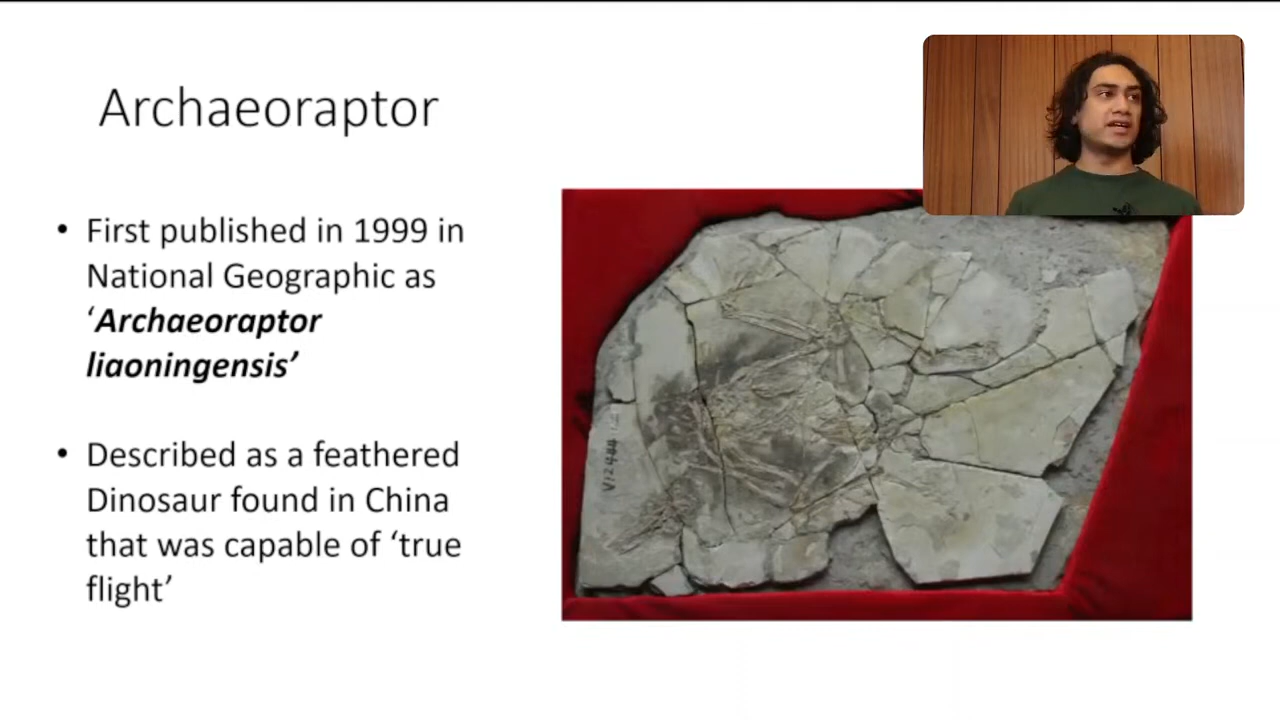 Archaeoraptor
• First published in 1999 in
National Geographic as
‘Archaeoraptor
liaoningensis’
• Described as a feathered
Dinosaur found in China
that was capable of ‘true
flight’